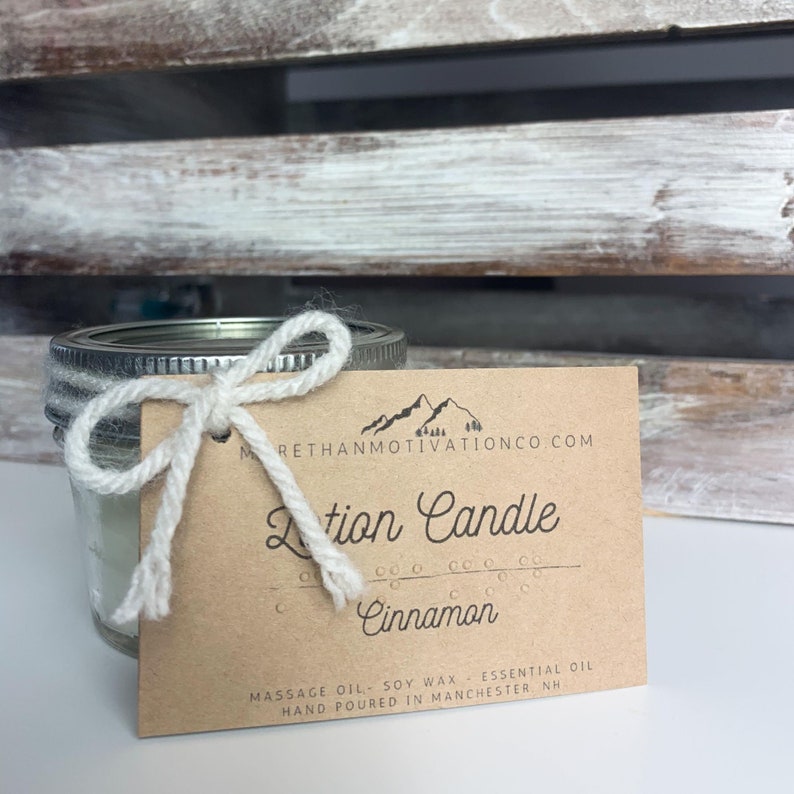 MORETHANMOTIVATIONCO.COM
Lotion Candle
Cinnamon
MASSAGE OIL- SOY WAX - ESSENTIAL OIL
HAND POURED IN MANCHESTER, NH